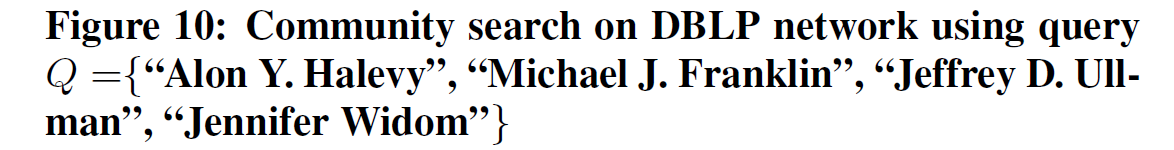 Figure 10: Community search on DBLP network using query
Q ={“Alon Y. Halevy”, “Michael J. Franklin”, “Jeffrey D. Ull-
man”, “Jennifer Widom”}